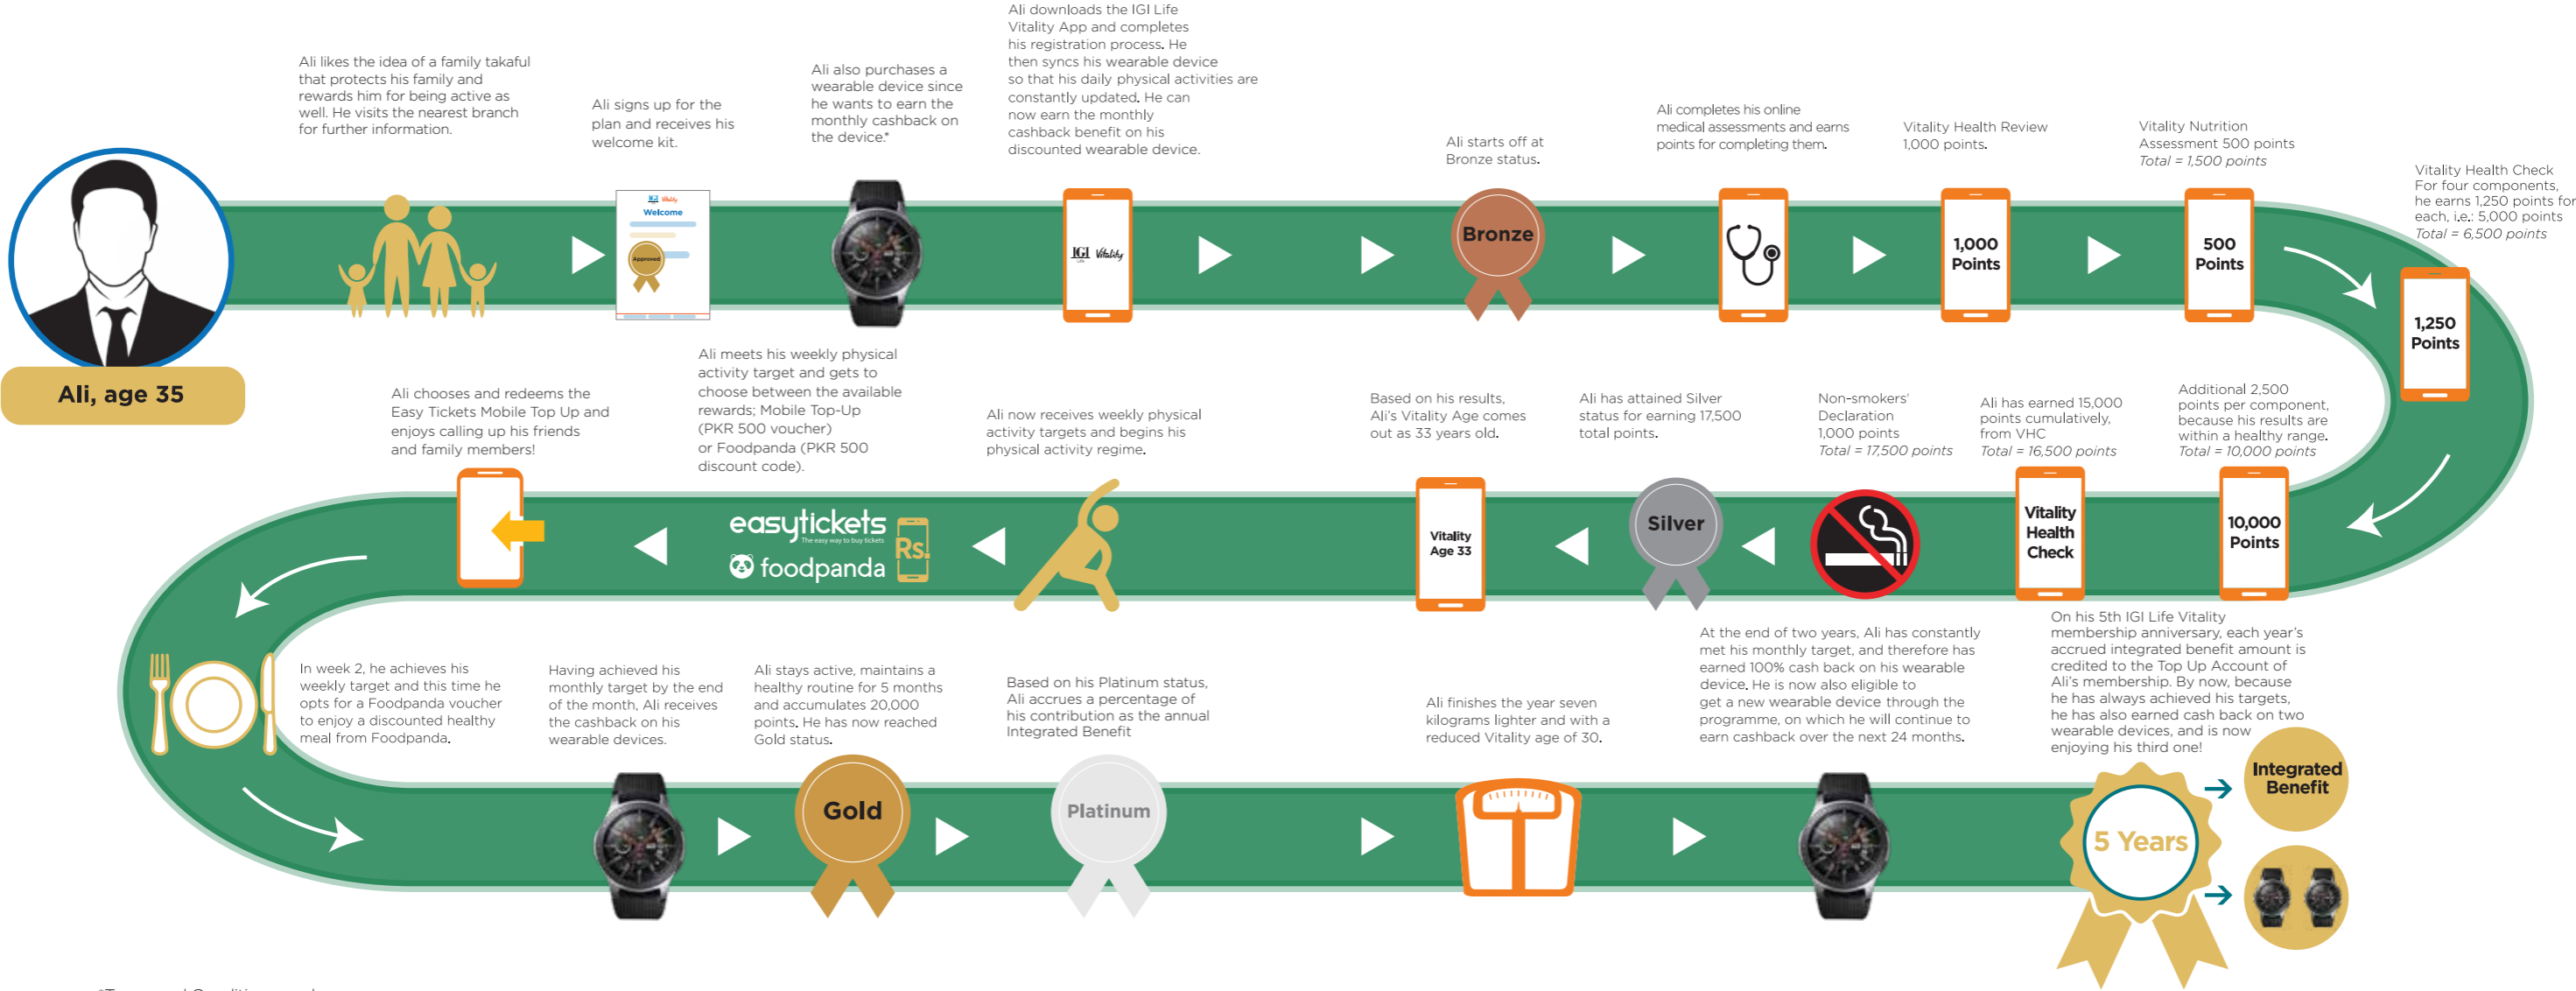 Ali likes the idea of a family takaful
that protects his family and
rewards him for being active as
well. He visits the nearest branch
for further information.
Ali signs up for the
plan and receives his
welcome kit.
Ali also purchases a
wearable device since
he wants to earn the
monthly cashback on
the device.*
Ali downloads the IGI Life
Vitality App and completes
his registration process. He
then syncs his wearable device
so that his daily physical activities are
constantly updated. He can
now earn the monthly
cashback benefit on his
discounted wearable device.
Ali starts off at
Bronze status.
Ali completes his online
medical assessments and earns
points for completing them.
Vitality Health Review
1,000 points.
Vitality Nutrition
Assessment 500 points
Total = 1,500 points
Vitality Health Check
For four components,
he earns 1,250 points for
each, i.e.: 5,000 points
Total = 6,500 points
IGI Vitality
Welcome
Approved
IGI Vitality
Bronze
1,000
Points
500
Points
1,250
Points
Ali, age 35
Additional 2,500
points per component,
because his results are
within a healthy range.
Total = 10,000 points
Ali has earned 15,000
points cumulatively,
from VHC
Total = 16,500 points
Non-smokers'
Declaration
1,000 points
Total = 17,500 points
Ali has attained Silver
status for earning 17,500
total points.
Based on his results,
Ali's Vitality Age comes
out as 33 years old.
Ali now receives weekly physical
activity targets and begins his
physical activity regime.
Ali meets his weekly physical
activity target and gets to
choose between the available
rewards; Mobile Top-Up
(PKR 500 voucher)
or Foodpanda (PKR 500
discount code).
Ali chooses and redeems the
Easy Tickets Mobile Top Up and
enjoys calling up his friends
and family members!
10,000
Points
Vitality
Health
Check
Silver
Vitality
Age 33
easytickets
The easy way to buy tickets
foodpanda
Rs.
In week 2, he achieves his
weekly target and this time he
opts for a Foodpanda voucher
to enjoy a discounted healthy
meal from Foodpanda.
Having achieved his
monthly target by the end
of the month, Ali receives
the cashback on his
wearable devices.
Ali stays active, maintains a
healthy routine for 5 months
and accumulates 20,000
points. He has now reached
Gold status.
Based on his Platinum status,
Ali accrues a percentage of
his contribution as the annual
Integrated Benefit
Ali finishes the year seven
kilograms lighter and with a
reduced Vitality age of 30.
At the end of two years, Ali has constantly
met his monthly target, and therefore has
earned 100% cash back on his wearable
device. He is now also eligible to
get a new wearable device through the
programme, on which he will continue to
earn cashback over the next 24 months.
On his 5th IGI Life Vitality
membership anniversary, each year's
accrued integrated benefit amount is
credited to the Top Up Account of
Ali's membership. By now, because
he has always achieved his targets,
he has also earned cash back on two
wearable devices, and is now
enjoying his third one!
Gold
Platinum
5 Years
Integrated
Benefit